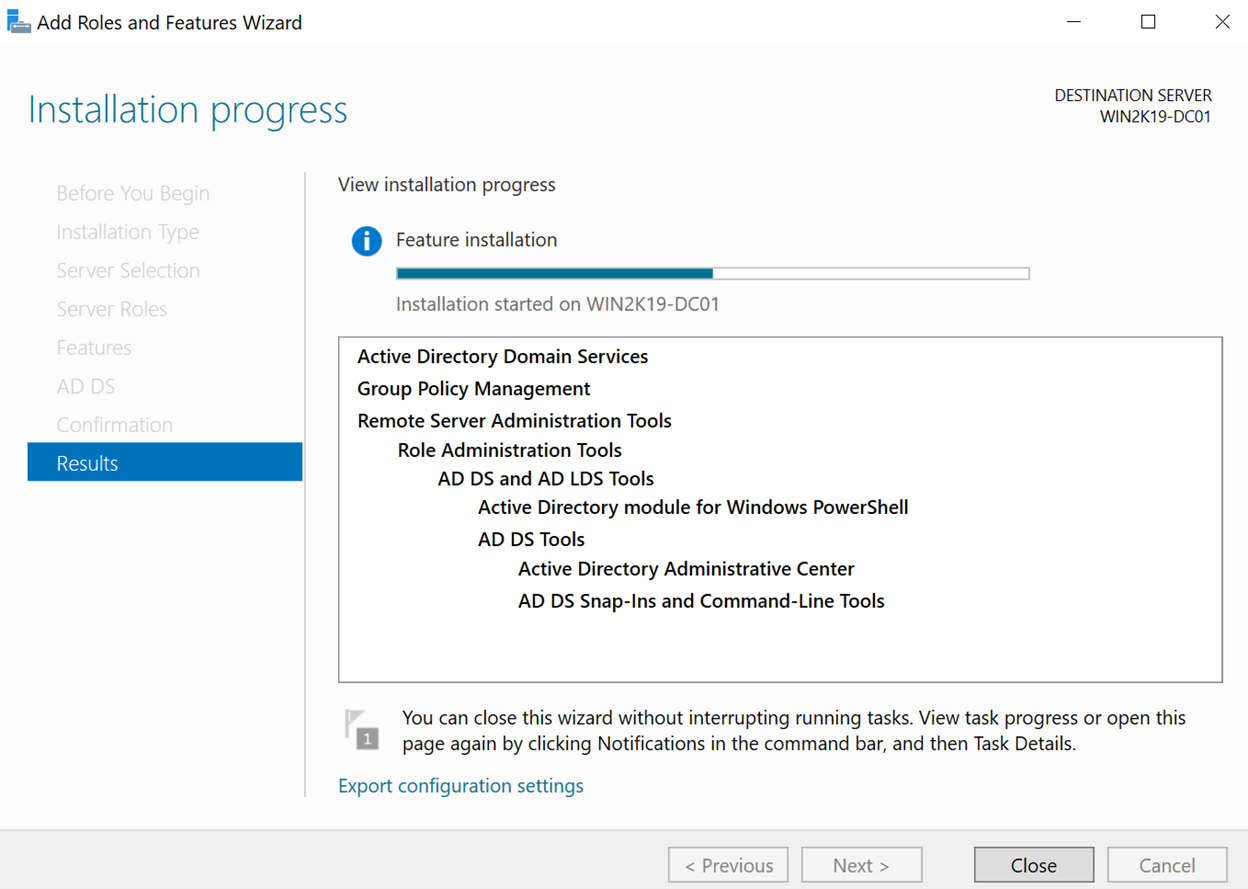 Add Roles and Features Wizard
Installation progress
DESTINATION SERVER
WIN2K19-DC01
Before You Begin
Installation Type
Server Selection
Server Roles
Features
AD DS
Confirmation
Results
View installation progress
Feature installation
Installation started on WIN2K19-DC01
Active Directory Domain Services
Group Policy Management
Remote Server Administration Tools
Role Administration Tools
AD DS and AD LDS Tools
Active Directory module for Windows PowerShell
AD DS Tools
Active Directory Administrative Center
AD DS Snap-Ins and Command-Line Tools
1
You can close this wizard without interrupting running tasks. View task progress or open this
page again by clicking Notifications in the command bar, and then Task Details.
Export configuration settings
< Previous
Next >
Close
Cancel